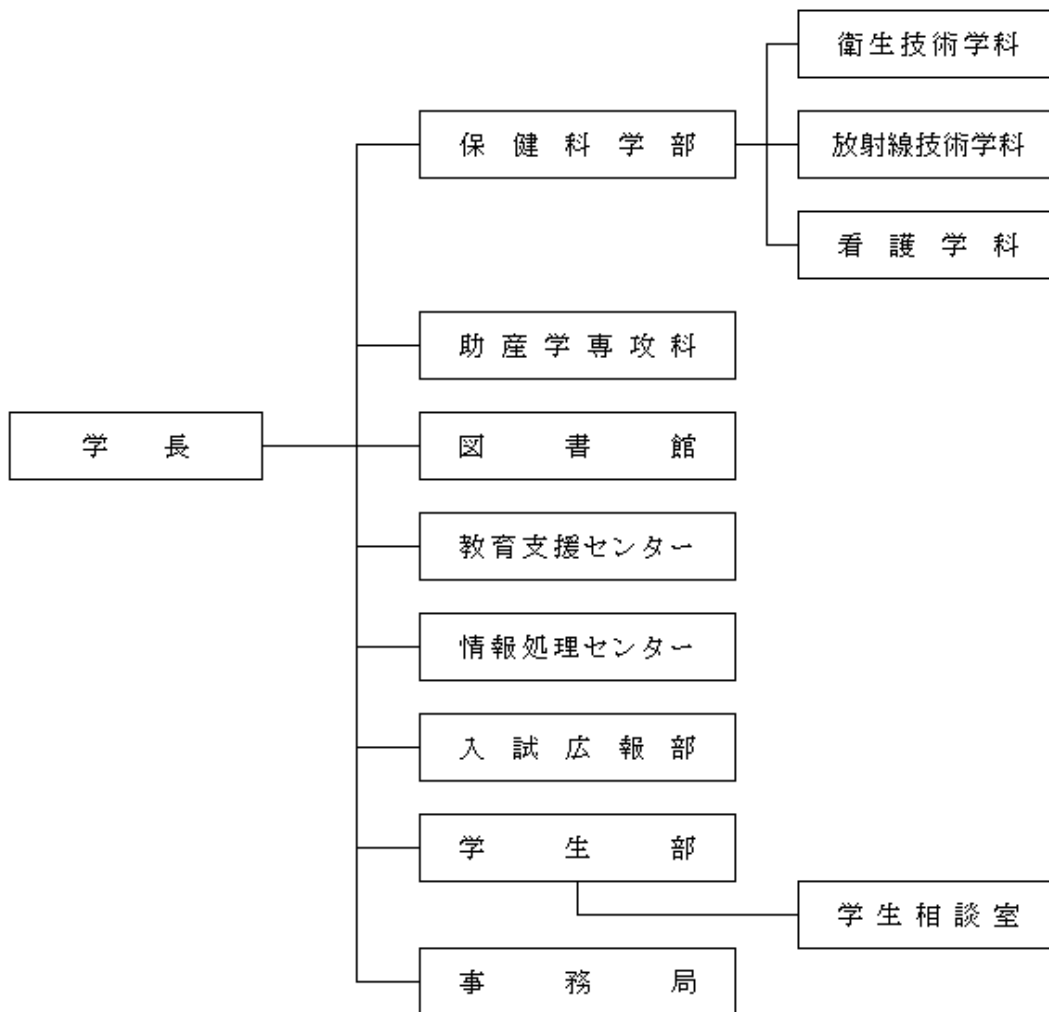 衛生技術学科
保健科学部
放射線技術学科
看護学科
助産学専攻科
学長
図書館
教育支援センター
情報処理センター
入試広報部
学生部
学生相談室
事務局